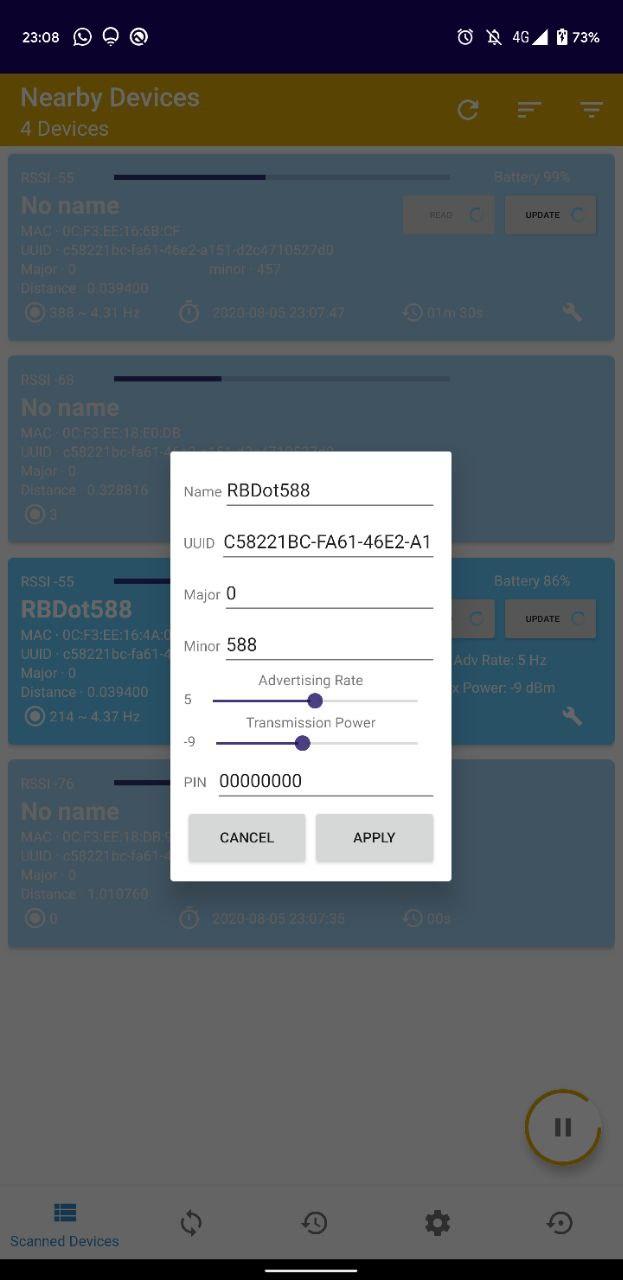 23:08 4G 73%
Nearby Devices
4 Devices
RSSI -55 Battery 99%
No name READ UPDATE
MAC · 0C:F3:EE:16:6B:CF
UUID · c58221bc-fa61-46e2-a151-d2c4710527d0
Major · 0 minor · 457
Distance · 0.039400
388 ~ 4.31 Hz 2020-08-05 23:07:47 01m 30s
RSSI -68
No name
MAC · 0C:F3:EE:18:E0:DB
UUID · c58221bc-fa61-46e2-a151-d2c4710527d0
Major · 0
Distance · 0.328816
3
RSSI -55 Battery 86%
RBDot588 UPDATE
MAC · 0C:F3:EE:16:4A:
UUID · c58221bc-fa61-4
Major · 0 Adv Rate: 5 Hz
Distance · 0.039400 x Power: -9 dBm
214 ~ 4.37 Hz
RSSI -76
No name
MAC · 0C:F3:EE:18:DB:
UUID · c58221bc-fa61-4
Major · 0
Distance · 1.010760
0 2020-08-05 23:07:35 00s
Name RBDot588
UUID C58221BC-FA61-46E2-A1
Major 0
Minor 588
Advertising Rate
5
Transmission Power
-9
PIN 00000000
CANCEL APPLY
Scanned Devices